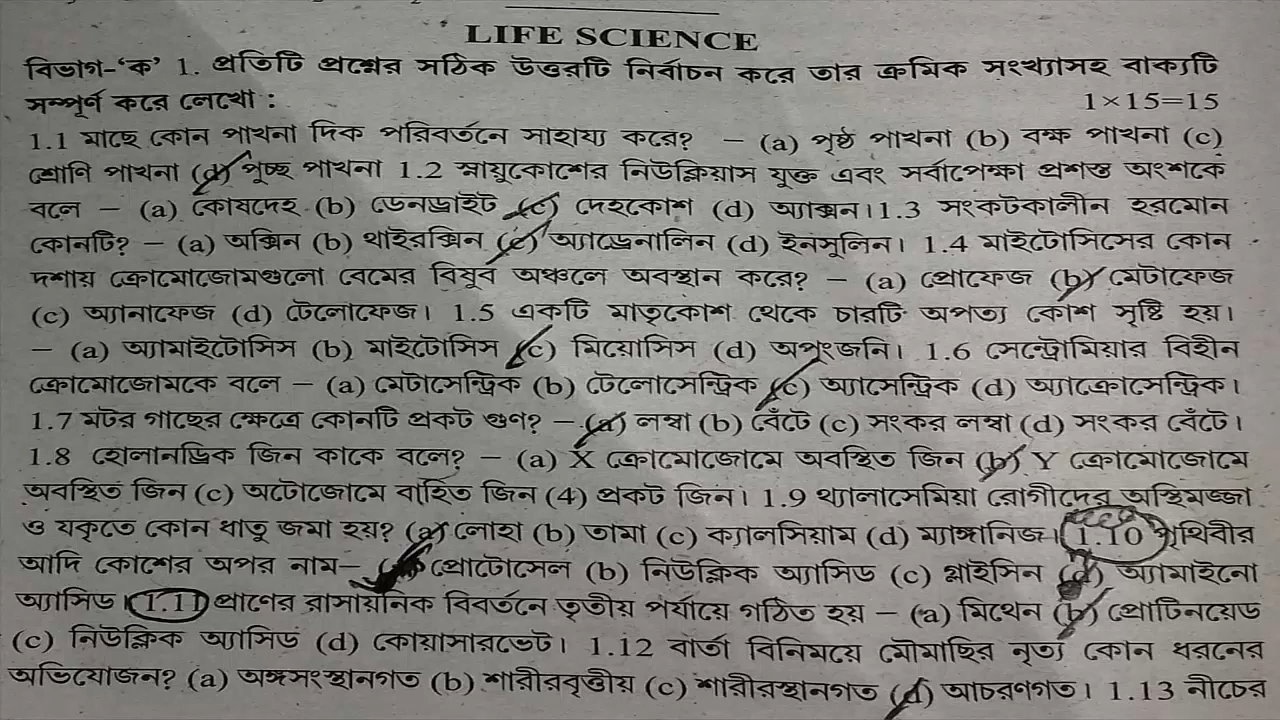 LIFE SCIENCE
বিভাগ-‘ক’ 1. প্রতিটি প্রশ্নের সঠিক উত্তরটি নির্বাচন করে তার ক্রমিক সংখ্যাসহ বাক্যটি
সম্পূর্ণ করে লেখো : 1×15=15
1.1 মাছে কোন পাখনা দিক পরিবর্তনে সাহায্য করে? – (a) পৃষ্ঠ পাখনা (b) বক্ষ পাখনা (c)
শ্রোণি পাখনা (d) পুচ্ছ পাখনা 1.2 স্নায়ুকোশের নিউক্লিয়াস যুক্ত এবং সর্বাপেক্ষা প্রশস্ত অংশকে
বলে – (a) কোষদেহ (b) ডেনড্রাইট (c) দেহকোশ (d) অ্যাক্সন। 1.3 সংকটকালীন হরমোন
কোনটি? – (a) অক্সিন (b) থাইরক্সিন (c) অ্যাড্রেনালিন (d) ইনসুলিন। 1.4 মাইটোসিসের কোন
দশায় ক্রোমোজোমগুলো বেমের বিষুব অঞ্চলে অবস্থান করে? – (a) প্রোফেজ (b) মেটাফেজ
(c) অ্যানাফেজ (d) টেলোফেজ। 1.5 একটি মাতৃকোশ থেকে চারটি অপত্য কোশ সৃষ্টি হয়।
– (a) অ্যামাইটোসিস (b) মাইটোসিস (c) মিয়োসিস (d) অপুংজনি। 1.6 সেন্ট্রোমিয়ার বিহীন
ক্রোমোজোমকে বলে – (a) মেটাসেন্ট্রিক (b) টেলোসেন্ট্রিক (c) অ্যাসেন্ট্রিক (d) অ্যাক্রোসেন্ট্রিক।
1.7 মটর গাছের ক্ষেত্রে কোনটি প্রকট গুণ? – (a) লম্বা (b) বেঁটে (c) সংকর লম্বা (d) সংকর বেঁটে।
1.8 হোলানড্রিক জিন কাকে বলে? – (a) X ক্রোমোজোমে অবস্থিত জিন (b) Y ক্রোমোজোমে
অবস্থিত জিন (c) অটোজোমে বাহিত জিন (4) প্রকট জিন। 1.9 থ্যালাসেমিয়া রোগীদের অস্থিমজ্জা
ও যকৃতে কোন ধাতু জমা হয়? (a) লোহা (b) তামা (c) ক্যালসিয়াম (d) ম্যাঙ্গানিজ। 1.10 পৃথিবীর
আদি কোশের অপর নাম– প্রোটোসেল (b) নিউক্লিক অ্যাসিড (c) গ্লাইসিন (d) অ্যামাইনো
অ্যাসিড। 1.11 প্রাণের রাসায়নিক বিবর্তনে তৃতীয় পর্যায়ে গঠিত হয় – (a) মিথেন (b) প্রোটিনয়েড
(c) নিউক্লিক অ্যাসিড (d) কোয়াসারভেট। 1.12 বার্তা বিনিময়ে মৌমাছির নৃত্য কোন ধরনের
অভিযোজন? (a) অঙ্গসংস্থানগত (b) শারীরবৃত্তীয় (c) শারীরস্থানগত (d) আচরণগত। 1.13 নীচের